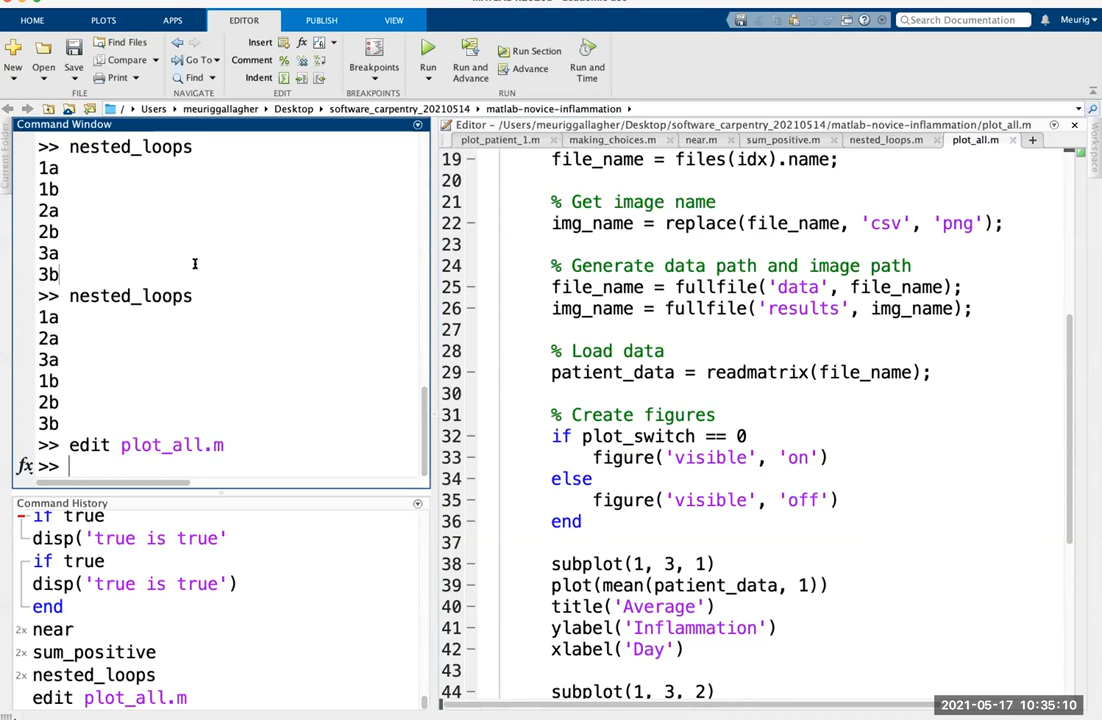 HOME
PLOTS
APPS
EDITOR
PUBLISH
VIEW
Search Documentation
Meurig
New
Open
Save
Find Files
Compare
Print
FILE
Go To
Find
NAVIGATE
Insert
Comment
Indent
EDIT
Breakpoints
BREAKPOINTS
Run
Run and
Advance
Run Section
Advance
Run and
Time
RUN
/ Users ▸ meuriggallagher ▸ Desktop ▸ software_carpentry_20210514 ▸ matlab-novice-inflammation ▸
Current Folder
Command Window
>> nested_loops
1a
1b
2a
2b
3a
3b
>> nested_loops
1a
2a
3a
1b
2b
3b
>> edit plot_all.m
fx >>
Command History
if true
disp('true is true'
if true
disp('true is true')
end
2x near
2x sum_positive
2x nested_loops
edit plot_all.m
Editor - /Users/meuriggallagher/Desktop/software_carpentry_20210514/matlab-novice-inflammation/plot_all.m
plot_patient_1.m
making_choices.m
near.m
sum_positive.m
nested_loops.m
plot_all.m
19 file_name = files(idx).name;
20
21 % Get image name
22 img_name = replace(file_name, 'csv', 'png');
23
24 % Generate data path and image path
25 file_name = fullfile('data', file_name);
26 img_name = fullfile('results', img_name);
27
28 % Load data
29 patient_data = readmatrix(file_name);
30
31 % Create figures
32 if plot_switch == 0
33 figure('visible', 'on')
34 else
35 figure('visible', 'off')
36 end
37
38 subplot(1, 3, 1)
39 plot(mean(patient_data, 1))
40 title('Average')
41 ylabel('Inflammation')
42 xlabel('Day')
43
44 subplot(1, 3, 2)
Workspace
2021-05-17 10:35:10